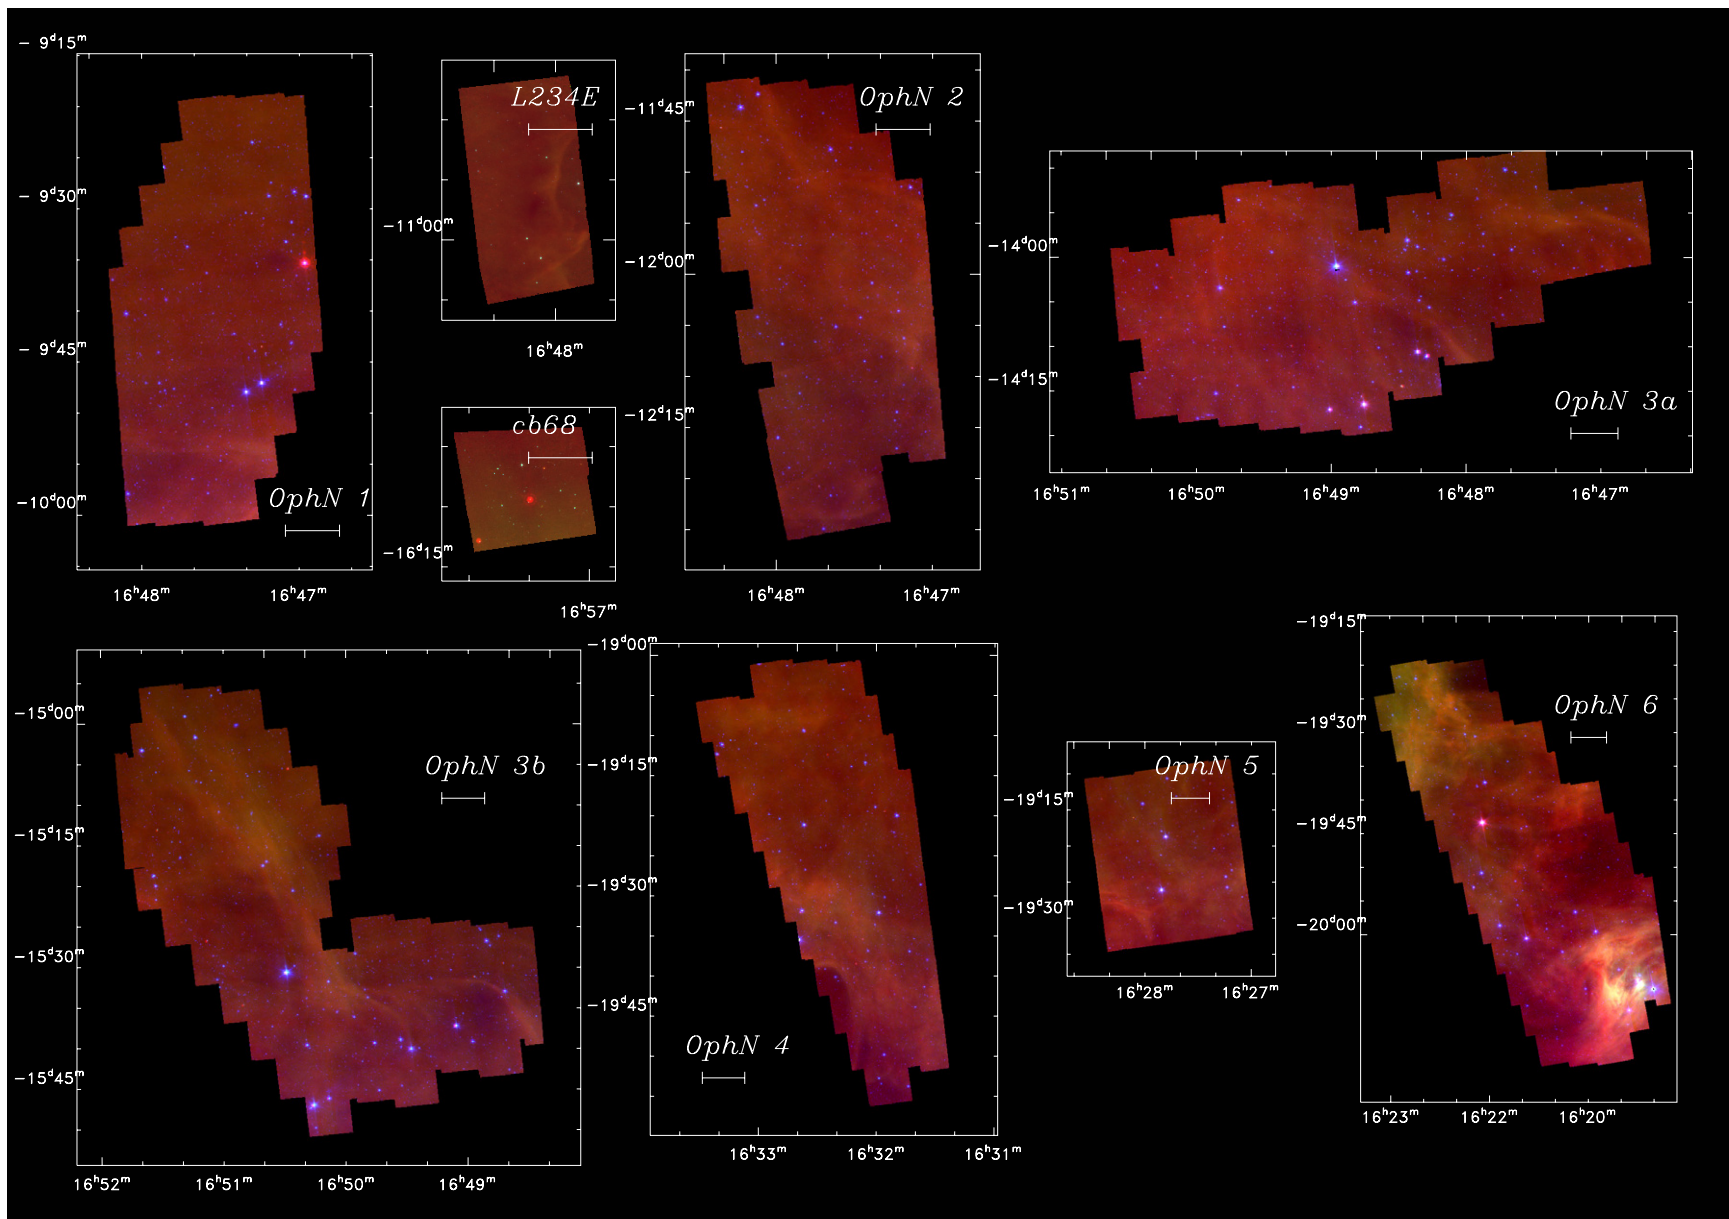 - 9ᵈ15ᵐ
- 9ᵈ30ᵐ
- 9ᵈ45ᵐ
-10ᵈ00ᵐ
OphN 1
16ʰ48ᵐ 16ʰ47ᵐ
L234E
-11ᵈ00ᵐ
16ʰ48ᵐ
cb68
-16ᵈ15ᵐ
16ʰ57ᵐ
OphN 2
-11ᵈ45ᵐ
-12ᵈ00ᵐ
-12ᵈ15ᵐ
16ʰ48ᵐ 16ʰ47ᵐ
-14ᵈ00ᵐ
-14ᵈ15ᵐ
OphN 3a
16ʰ51ᵐ 16ʰ50ᵐ 16ʰ49ᵐ 16ʰ48ᵐ 16ʰ47ᵐ
-15ᵈ00ᵐ
OphN 3b
-15ᵈ15ᵐ
-15ᵈ30ᵐ
-15ᵈ45ᵐ
16ʰ52ᵐ 16ʰ51ᵐ 16ʰ50ᵐ 16ʰ49ᵐ
-19ᵈ00ᵐ
-19ᵈ15ᵐ
-19ᵈ30ᵐ
-19ᵈ45ᵐ
OphN 4
16ʰ33ᵐ 16ʰ32ᵐ 16ʰ31ᵐ
OphN 5
-19ᵈ15ᵐ
-19ᵈ30ᵐ
16ʰ28ᵐ 16ʰ27ᵐ
-19ᵈ15ᵐ
OphN 6
-19ᵈ30ᵐ
-19ᵈ45ᵐ
-20ᵈ00ᵐ
16ʰ23ᵐ 16ʰ22ᵐ 16ʰ20ᵐ